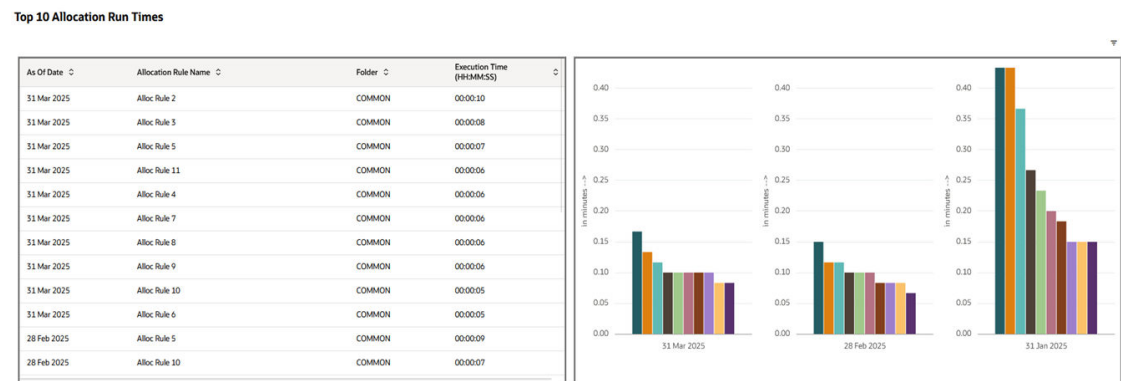 Top 10 Allocation Run Times
As Of Date Allocation Rule Name Folder Execution Time (HH:MM:SS)
31 Mar 2025 Alloc Rule 2 COMMON 00:00:10
31 Mar 2025 Alloc Rule 3 COMMON 00:00:08
31 Mar 2025 Alloc Rule 5 COMMON 00:00:07
31 Mar 2025 Alloc Rule 11 COMMON 00:00:06
31 Mar 2025 Alloc Rule 4 COMMON 00:00:06
31 Mar 2025 Alloc Rule 7 COMMON 00:00:06
31 Mar 2025 Alloc Rule 8 COMMON 00:00:06
31 Mar 2025 Alloc Rule 9 COMMON 00:00:06
31 Mar 2025 Alloc Rule 10 COMMON 00:00:05
31 Mar 2025 Alloc Rule 6 COMMON 00:00:05
28 Feb 2025 Alloc Rule 5 COMMON 00:00:09
28 Feb 2025 Alloc Rule 10 COMMON 00:00:07
in minutes -->
0.40
0.35
0.30
0.25
0.20
0.15
0.10
0.05
0.00
31 Mar 2025
in minutes -->
0.40
0.35
0.30
0.25
0.20
0.15
0.10
0.05
0.00
28 Feb 2025
in minutes -->
0.40
0.35
0.30
0.25
0.20
0.15
0.10
0.05
0.00
31 Jan 2025